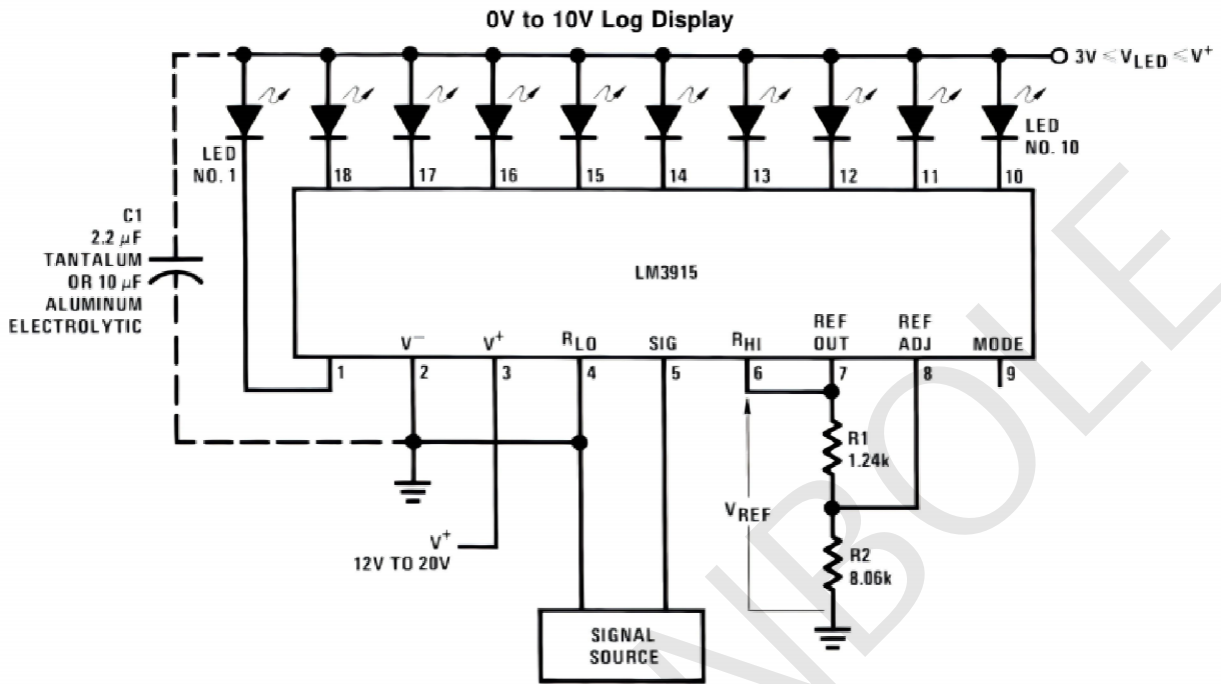 0V to 10V Log Display
3V ≤ VLED ≤ V+
LED
NO. 1
LED
NO. 10
18
17
16
15
14
13
12
11
10
C1
2.2 μF
TANTALUM
OR 10 μF
ALUMINUM
ELECTROLYTIC
LM3915
V−
V+
RLO
SIG
RHI
REF
OUT
REF
ADJ
MODE
1
2
3
4
5
6
7
8
9
R1
1.24k
VREF
R2
8.06k
V+
12V TO 20V
SIGNAL
SOURCE
NBOLE